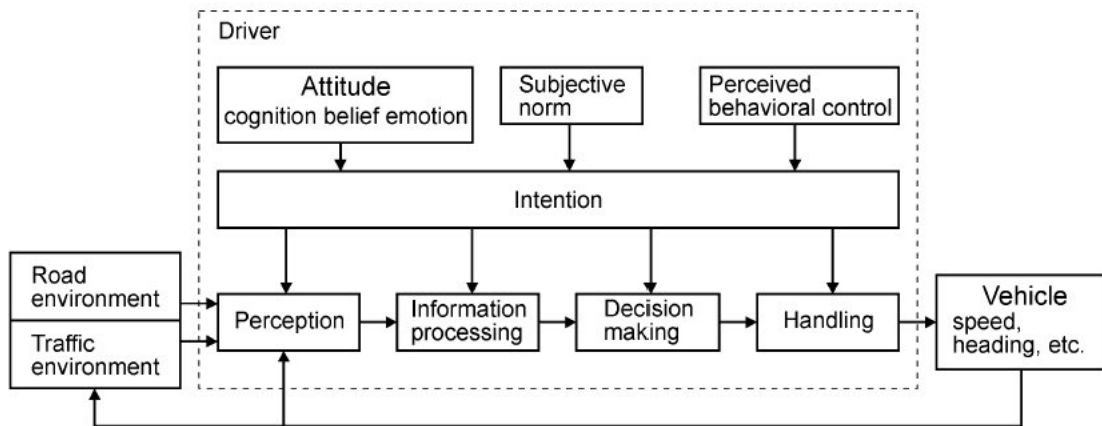 Driver
Attitude
cognition belief emotion
Subjective
norm
Perceived
behavioral control
Intention
Road
environment
Traffic
environment
Perception
Information
processing
Decision
making
Handling
Vehicle
speed,
heading, etc.